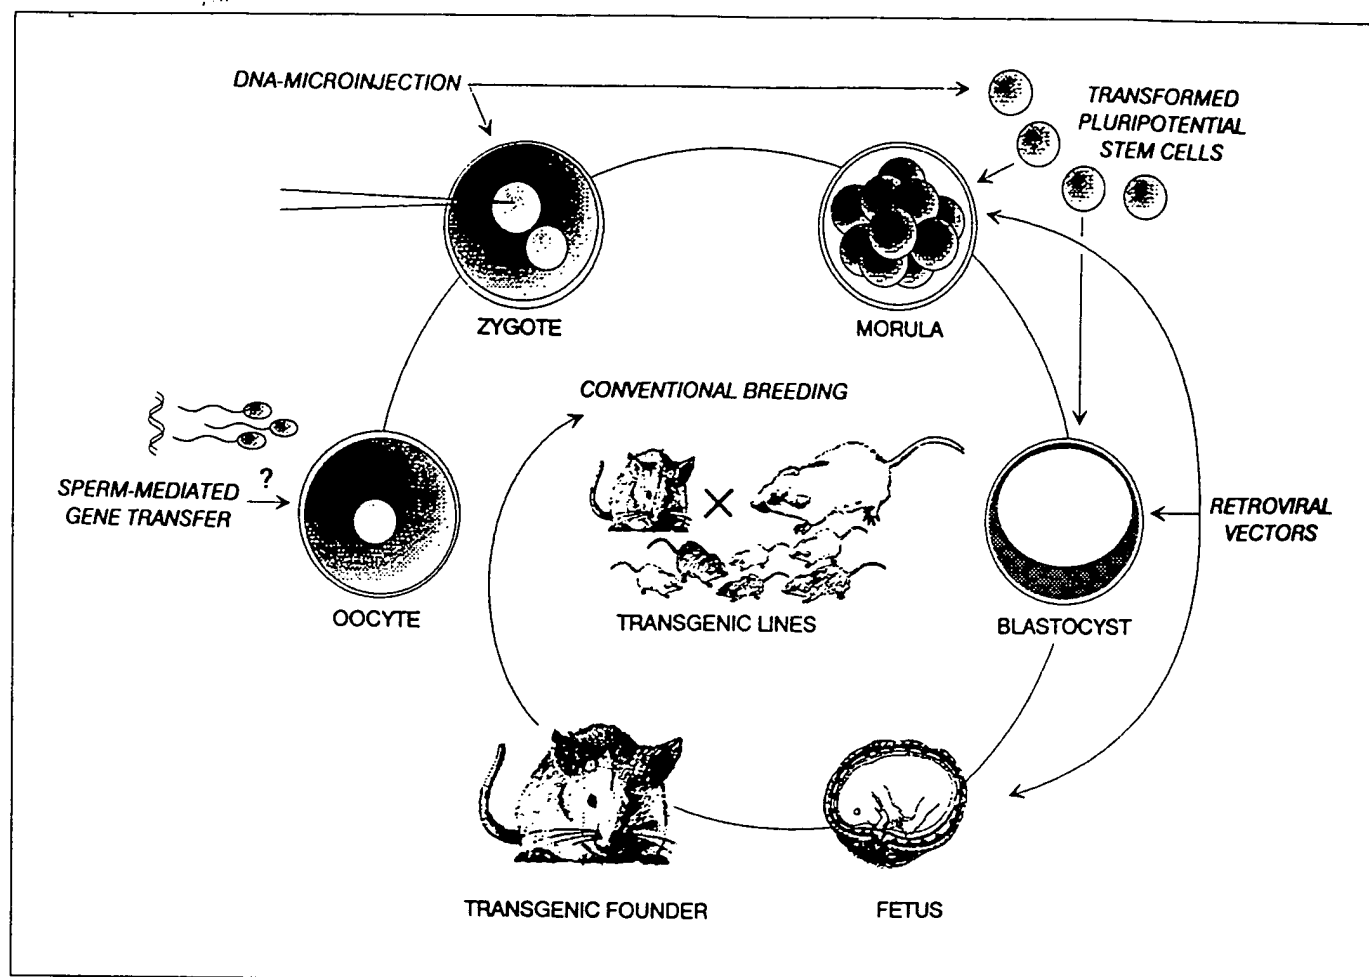 DNA-MICROINJECTION
TRANSFORMED
PLURIPOTENTIAL
STEM CELLS
ZYGOTE
MORULA
CONVENTIONAL BREEDING
?
SPERM-MEDIATED
GENE TRANSFER
RETROVIRAL
VECTORS
OOCYTE
TRANSGENIC LINES
BLASTOCYST
TRANSGENIC FOUNDER
FETUS